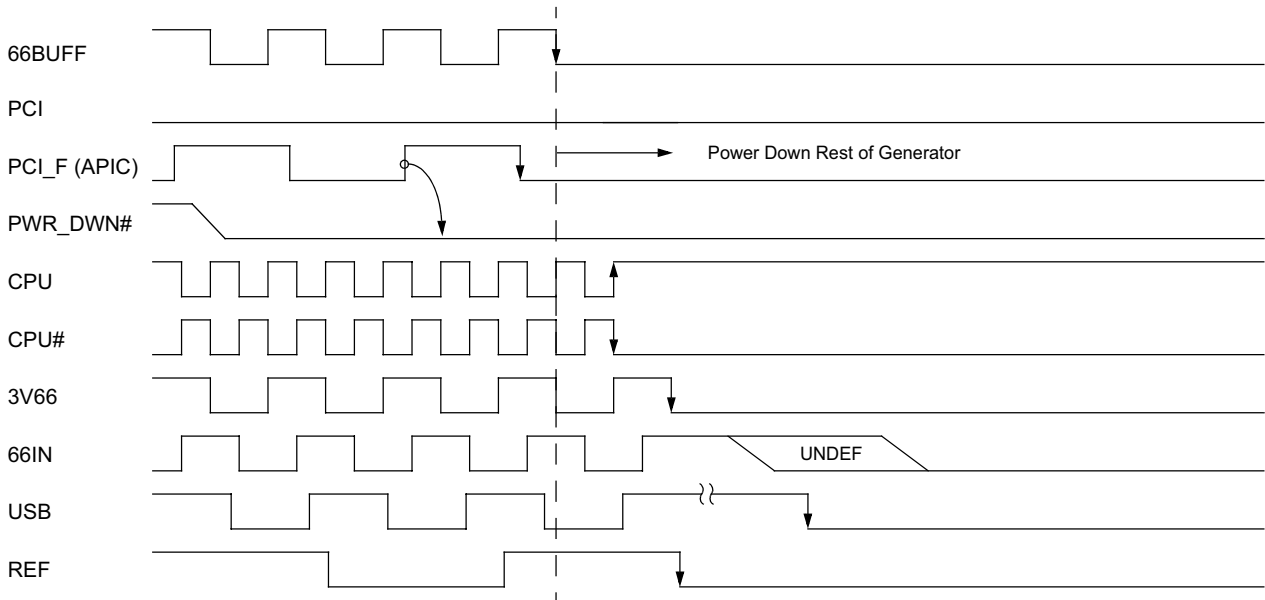 66BUFF
PCI
PCI_F (APIC)
Power Down Rest of Generator
PWR_DWN#
CPU
CPU#
3V66
66IN
UNDEF
USB
REF